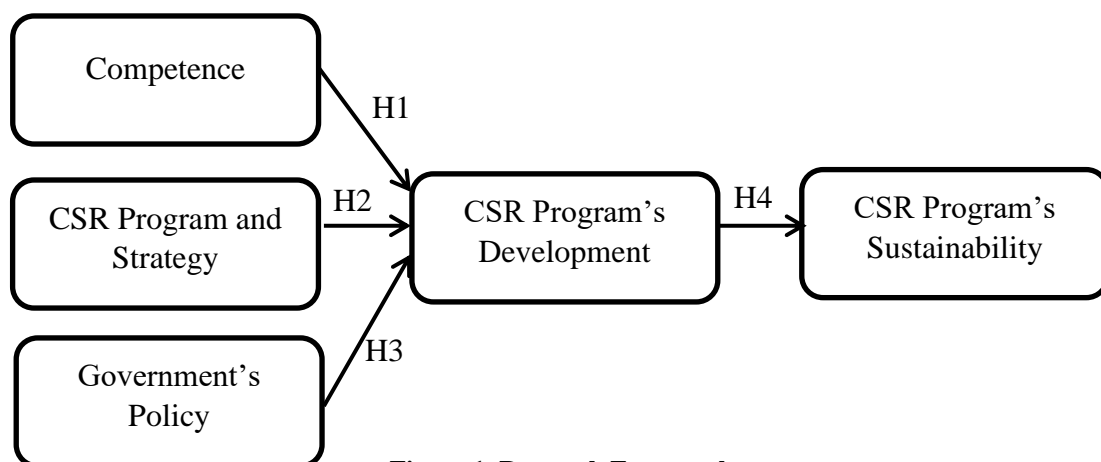 Competence
H1
CSR Program and
Strategy
H2
CSR Program’s
Development
H4
CSR Program’s
Sustainability
H3
Government’s
Policy